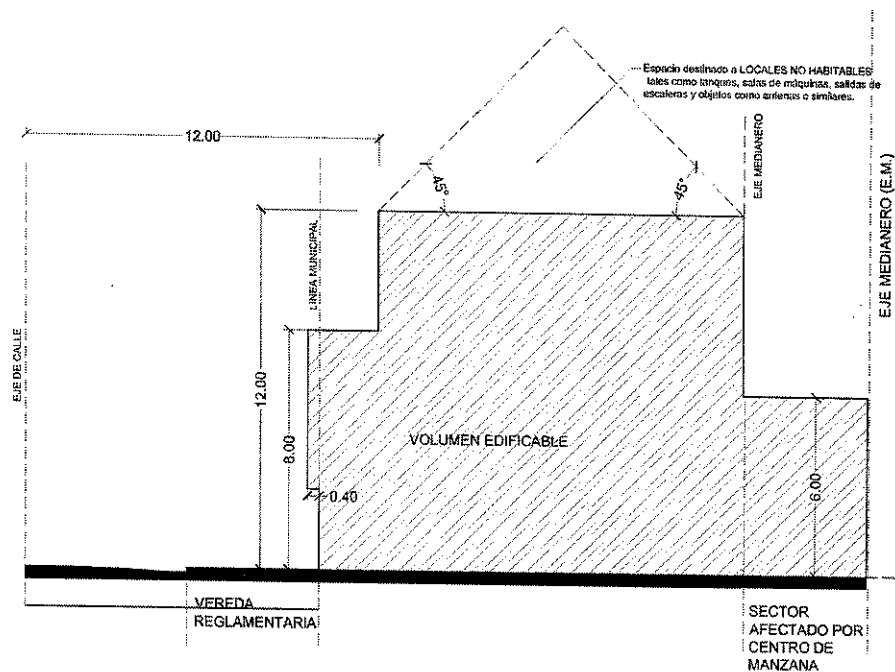 Espacio destinado a LOCALES NO HABITABLES
tales como tanques, salas de máquinas, salidas de
escaleras y objetos como antenas o similares.
12.00
45°
45°
EJE MEDIANERO
EJE MEDIANERO (E.M.)
LINEA MUNICIPAL
EJE DE CALLE
12.00
8.00
VOLUMEN EDIFICABLE
0.40
6.00
VEREDA
REGLAMENTARIA
SECTOR
AFECTADO POR
CENTRO DE
MANZANA